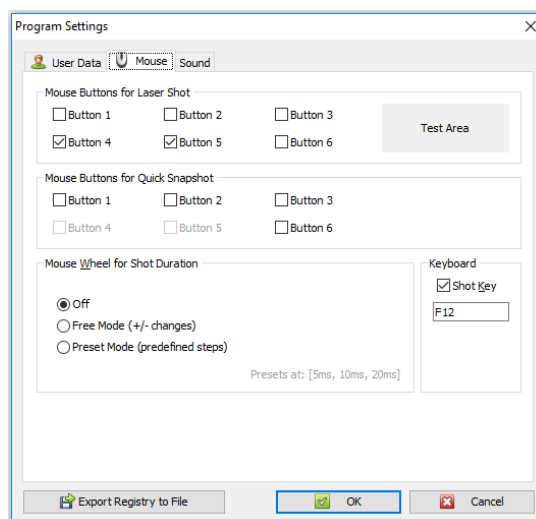 Program Settings
User Data Mouse Sound
Mouse Buttons for Laser Shot
Button 1 Button 2 Button 3
Button 4 Button 5 Button 6
Test Area
Mouse Buttons for Quick Snapshot
Button 1 Button 2 Button 3
Button 4 Button 5 Button 6
Mouse Wheel for Shot Duration
Off
Free Mode (+/- changes)
Preset Mode (predefined steps)
Presets at: [5ms, 10ms, 20ms]
Keyboard
Shot Key
F12
Export Registry to File OK Cancel